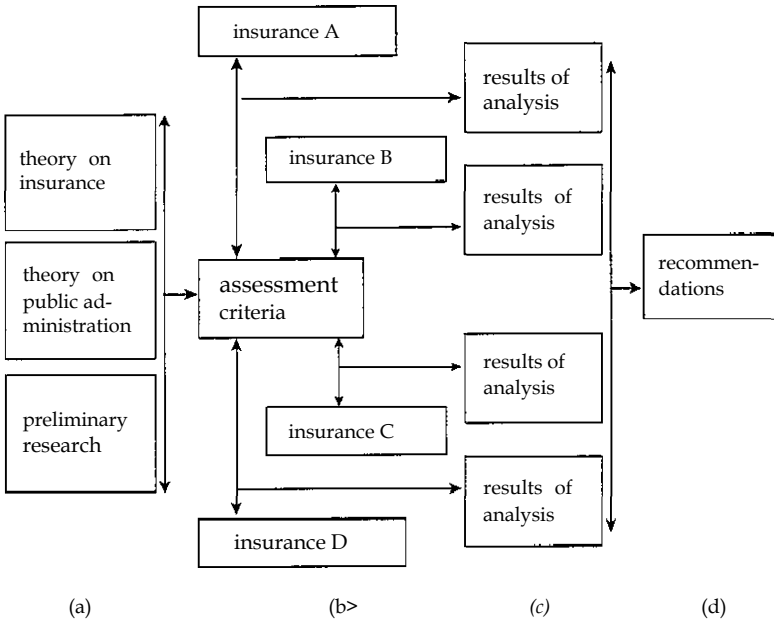 insurance A
results of
analysis
theory on
insurance
insurance B
results of
analysis
theory on
public ad-
ministration
assessment
criteria
recommen-
dations
results of
analysis
preliminary
research
insurance C
results of
analysis
insurance D
(a)
(b>
(c)
(d)